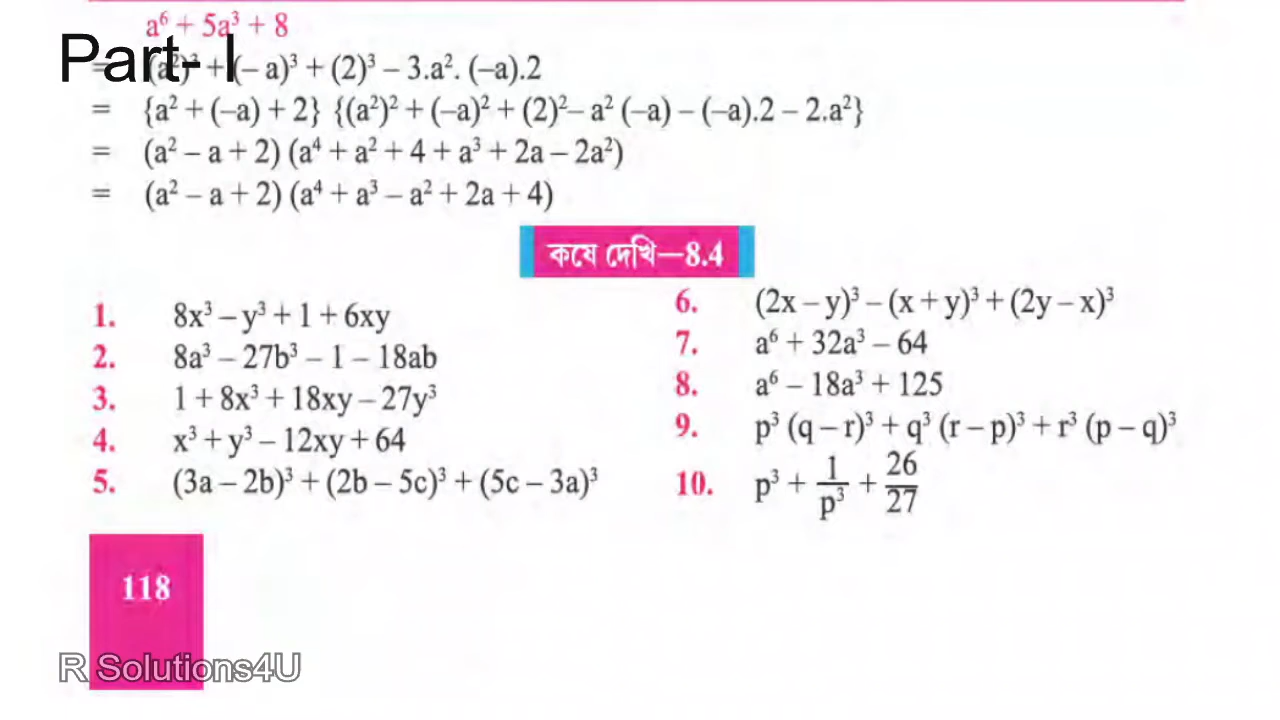 a⁶ + 5a³ + 8
Part- I
= (a²)³ + (– a)³ + (2)³ – 3.a². (–a).2
= {a² + (–a) + 2} {(a²)² + (–a)² + (2)²– a² (–a) – (–a).2 – 2.a²}
= (a² – a + 2) (a⁴ + a² + 4 + a³ + 2a – 2a²)
= (a² – a + 2) (a⁴ + a³ – a² + 2a + 4)
কষে দেখি—8.4
1. 8x³ – y³ + 1 + 6xy
2. 8a³ – 27b³ – 1 – 18ab
3. 1 + 8x³ + 18xy – 27y³
4. x³ + y³ – 12xy + 64
5. (3a – 2b)³ + (2b – 5c)³ + (5c – 3a)³
6. (2x – y)³ – (x + y)³ + (2y – x)³
7. a⁶ + 32a³ – 64
8. a⁶ – 18a³ + 125
9. p³ (q – r)³ + q³ (r – p)³ + r³ (p – q)³
10. p³ + 1/p³ + 26/27
118
R Solutions4U